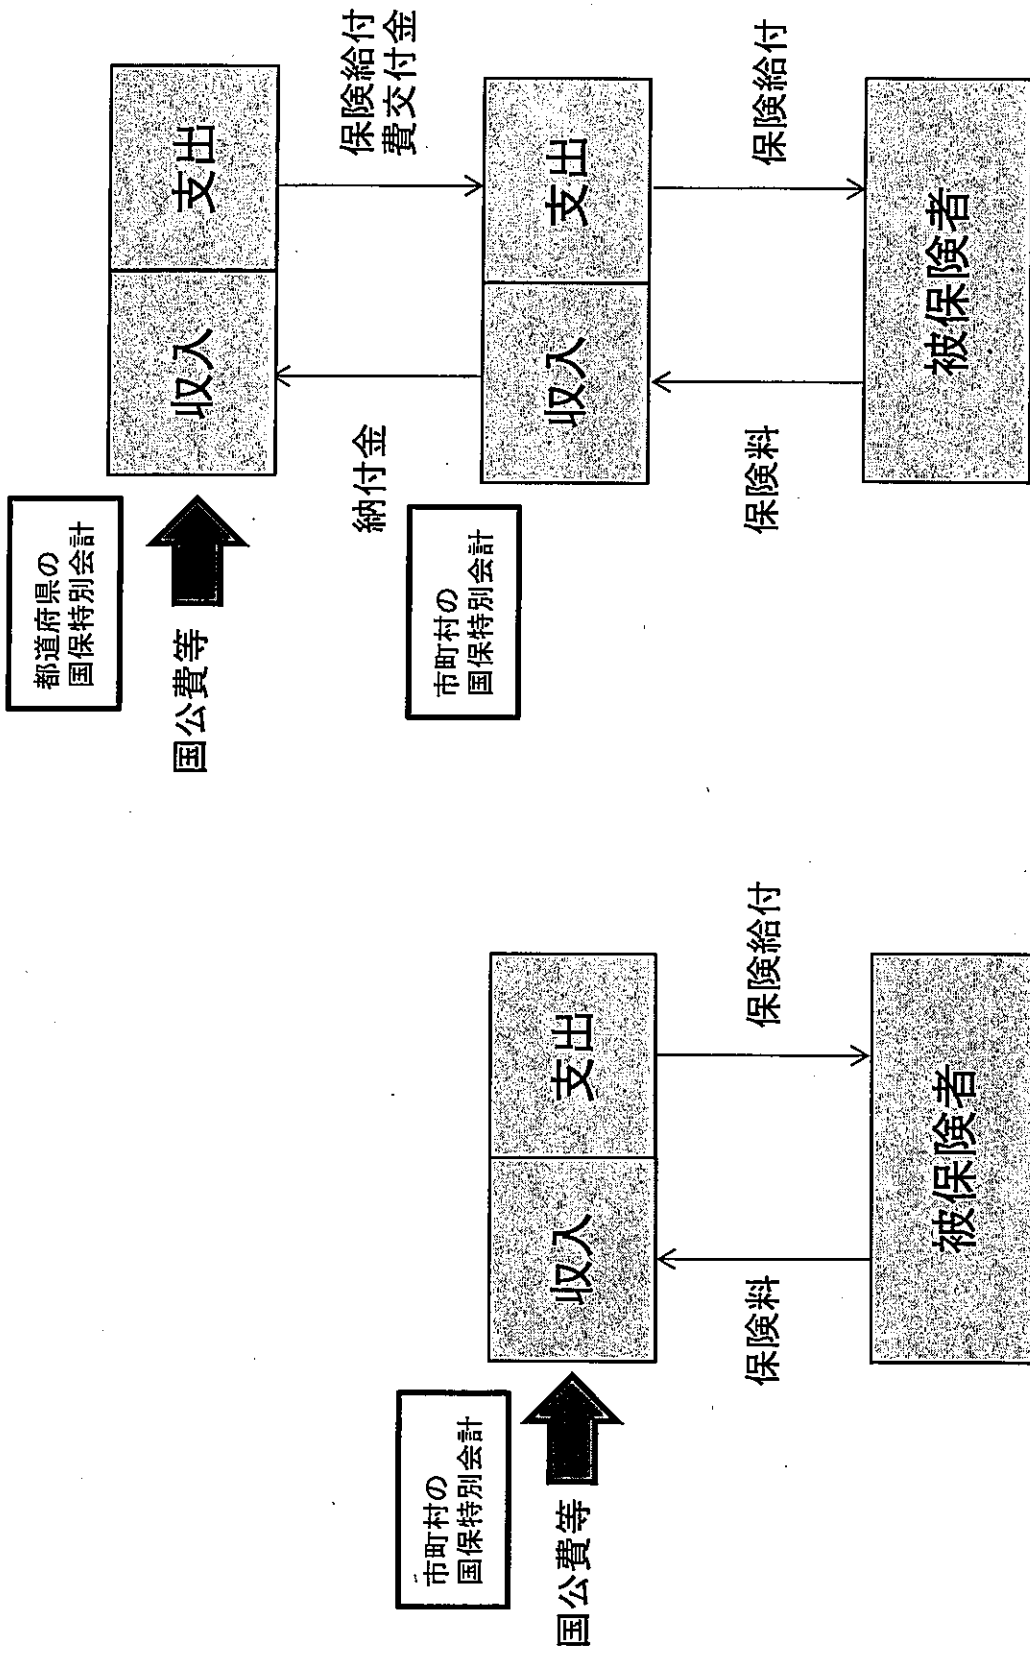 市町村の
国保特別会計
国公費等
収入
支出
保険料
保険給付
被保険者
都道府県の
国保特別会計
国公費等
収入
支出
納付金
保険給付
費交付金
市町村の
国保特別会計
収入
支出
保険料
保険給付
被保険者